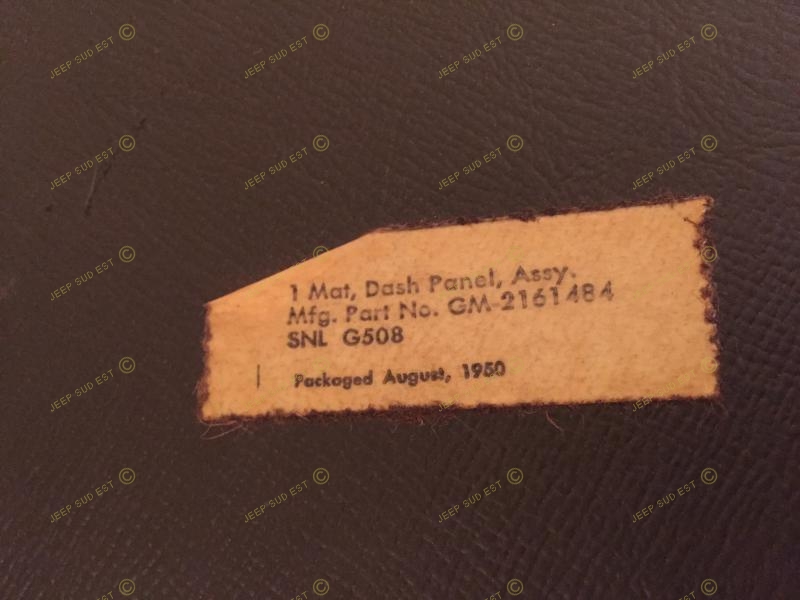 1 Mat, Dash Panel, Assy.
Mfg. Part No. GM-2161484
SNL G508
Packaged August, 1950
JEEP SUD EST ©